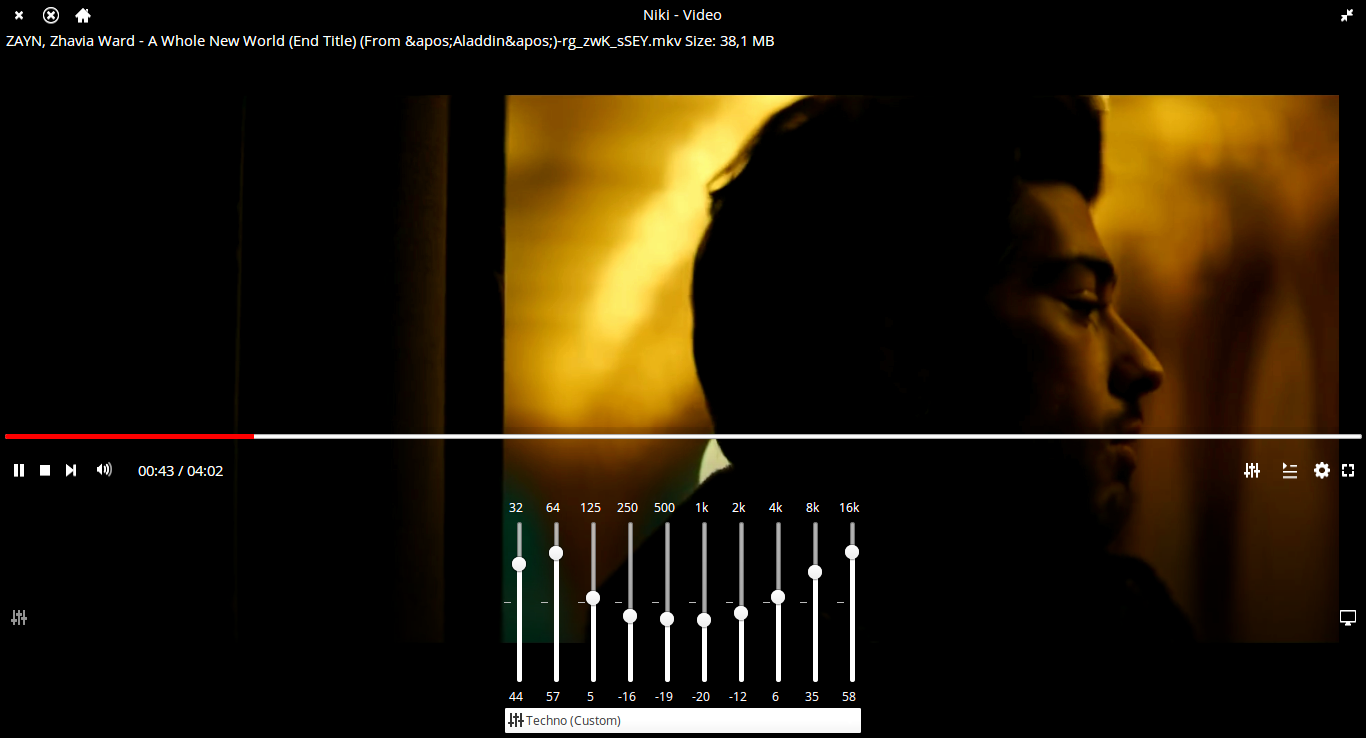 Niki - Video
ZAYN, Zhavia Ward - A Whole New World (End Title) (From &apos;Aladdin&apos;)-rg_zwK_sSEY.mkv Size: 38,1 MB
00:43 / 04:02
32 64 125 250 500 1k 2k 4k 8k 16k
44 57 5 -16 -19 -20 -12 6 35 58
Techno (Custom)